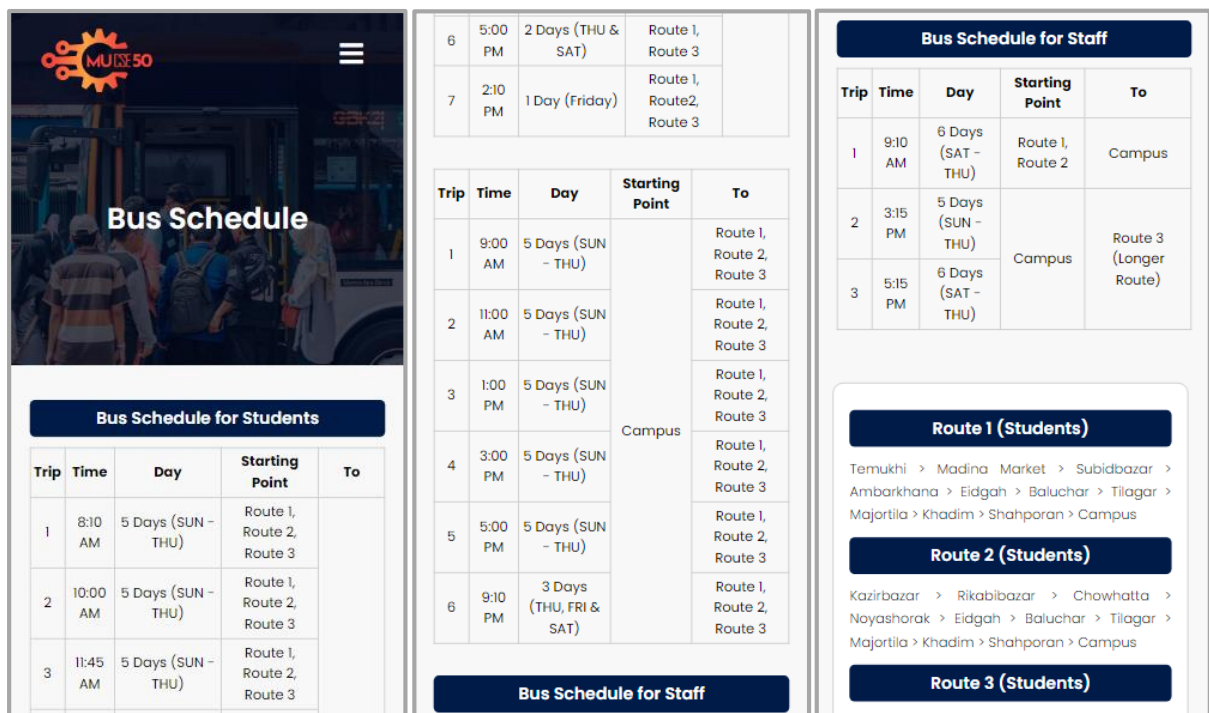 MU CSE 50
Bus Schedule
Bus Schedule for Students
Trip Time Day Starting Point To
1 8:10 AM 5 Days (SUN - THU) Route 1, Route 2, Route 3
2 10:00 AM 5 Days (SUN - THU) Route 1, Route 2, Route 3
3 11:45 AM 5 Days (SUN - THU) Route 1, Route 2, Route 3
6 5:00 PM 2 Days (THU & SAT) Route 1, Route 3
7 2:10 PM 1 Day (Friday) Route 1, Route2, Route 3
Trip Time Day Starting Point To
1 9:00 AM 5 Days (SUN - THU) Campus Route 1, Route 2, Route 3
2 11:00 AM 5 Days (SUN - THU) Route 1, Route 2, Route 3
3 1:00 PM 5 Days (SUN - THU) Route 1, Route 2, Route 3
4 3:00 PM 5 Days (SUN - THU) Route 1, Route 2, Route 3
5 5:00 PM 5 Days (SUN - THU) Route 1, Route 2, Route 3
6 9:10 PM 3 Days (THU, FRI & SAT) Route 1, Route 2, Route 3
Bus Schedule for Staff
Bus Schedule for Staff
Trip Time Day Starting Point To
1 9:10 AM 6 Days (SAT - THU) Route 1, Route 2 Campus
2 3:15 PM 5 Days (SUN - THU) Campus Route 3 (Longer Route)
3 5:15 PM 6 Days (SAT - THU)
Route 1 (Students)
Temukhi > Madina Market > Subidbazar >
Ambarkhana > Eidgah > Baluchar > Tilagar >
Majortila > Khadim > Shahporan > Campus
Route 2 (Students)
Kazirbazar > Rikabibazar > Chowhatta >
Noyashorak > Eidgah > Baluchar > Tilagar >
Majortila > Khadim > Shahporan > Campus
Route 3 (Students)